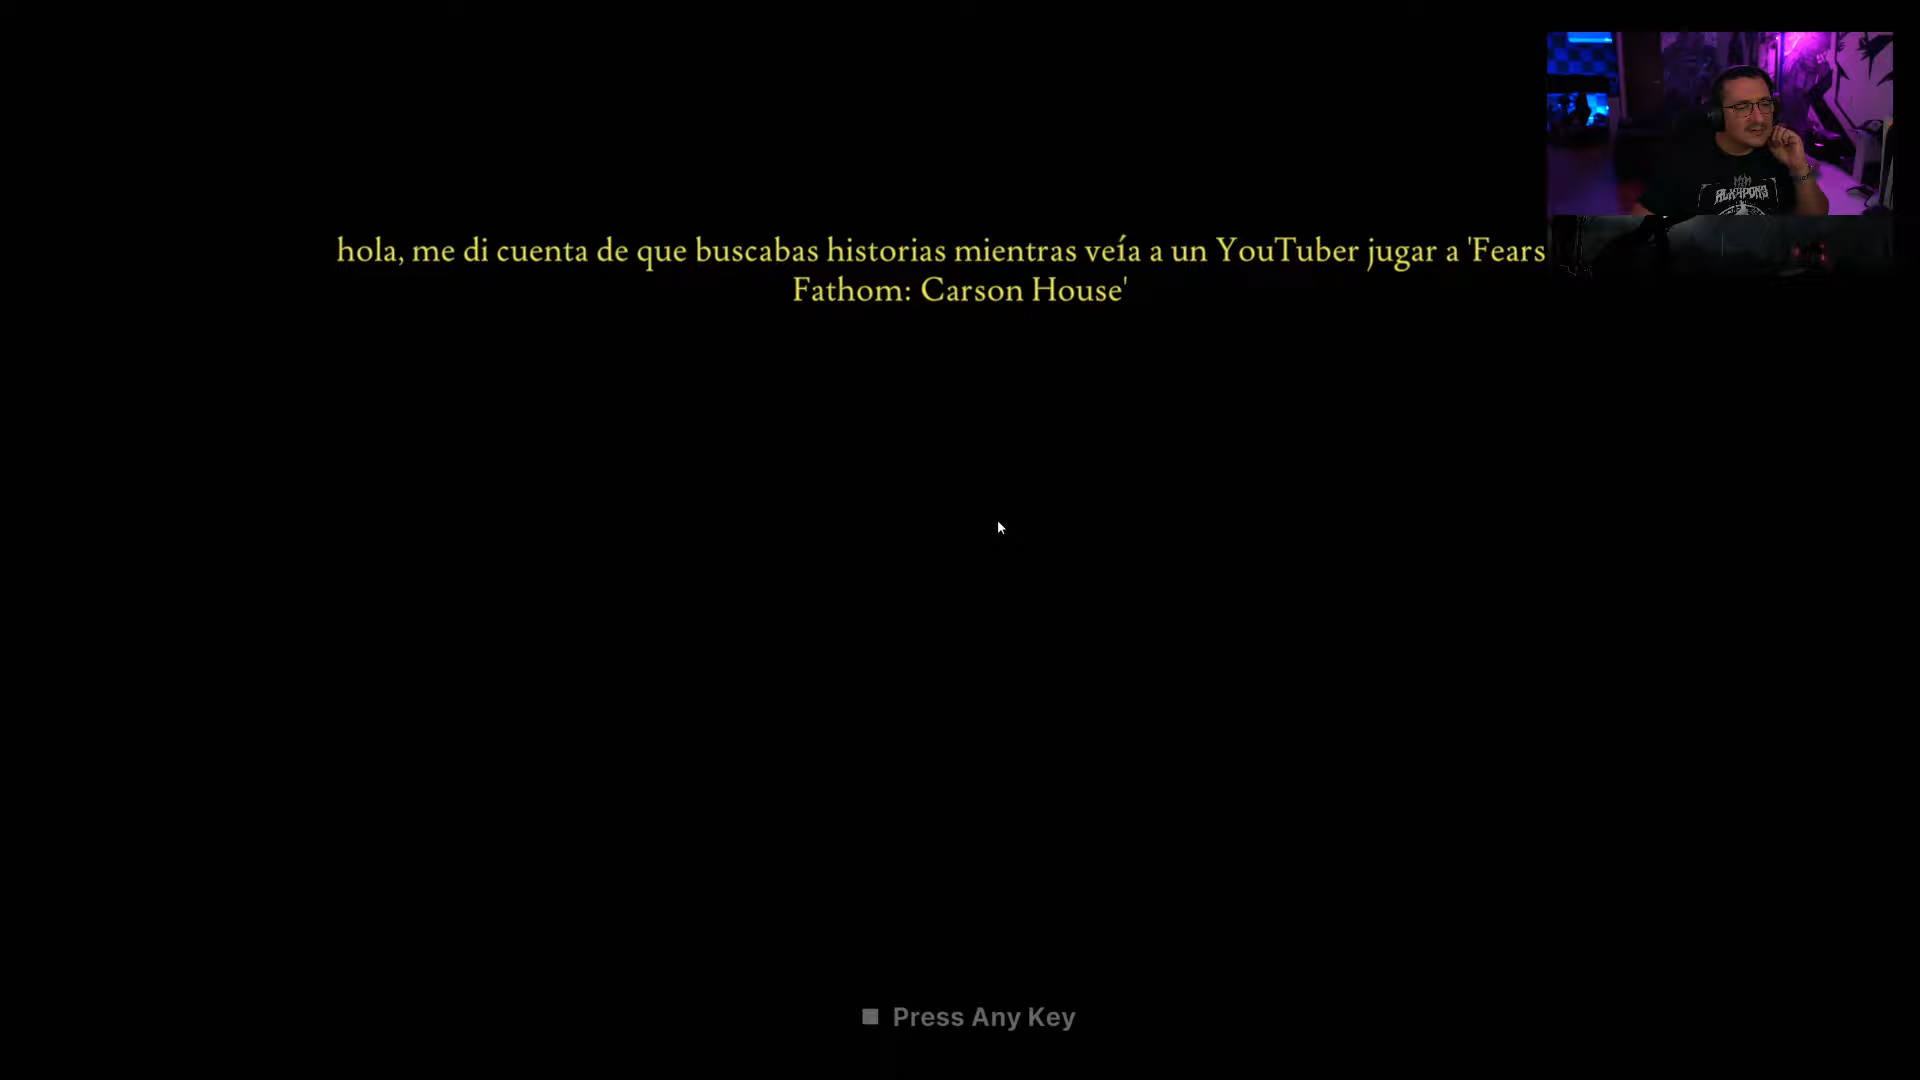 hola, me di cuenta de que buscabas historias mientras veía a un YouTuber jugar a 'Fears
Fathom: Carson House'
Press Any Key